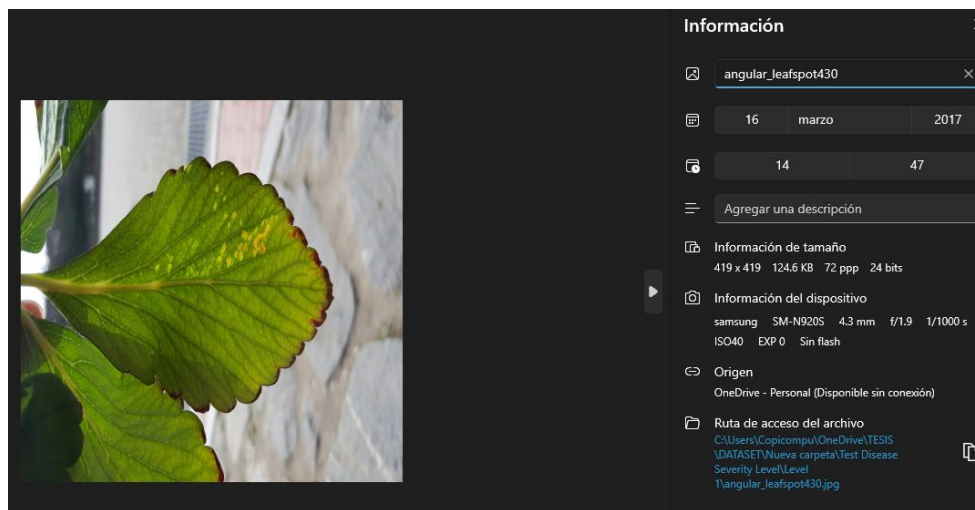 Información
angular_leafspot430
16 marzo 2017
14 47
Agregar una descripción
Información de tamaño
419 x 419 124.6 KB 72 ppp 24 bits
Información del dispositivo
samsung SM-N920S 4.3 mm f/1.9 1/1000 s
ISO40 EXP 0 Sin flash
Origen
OneDrive - Personal (Disponible sin conexión)
Ruta de acceso del archivo
C:\Users\Copicompu\OneDrive\TESIS
\DATASET\Nueva carpeta\Test Disease
Severity Level\Level
1\angular_leafspot430.jpg